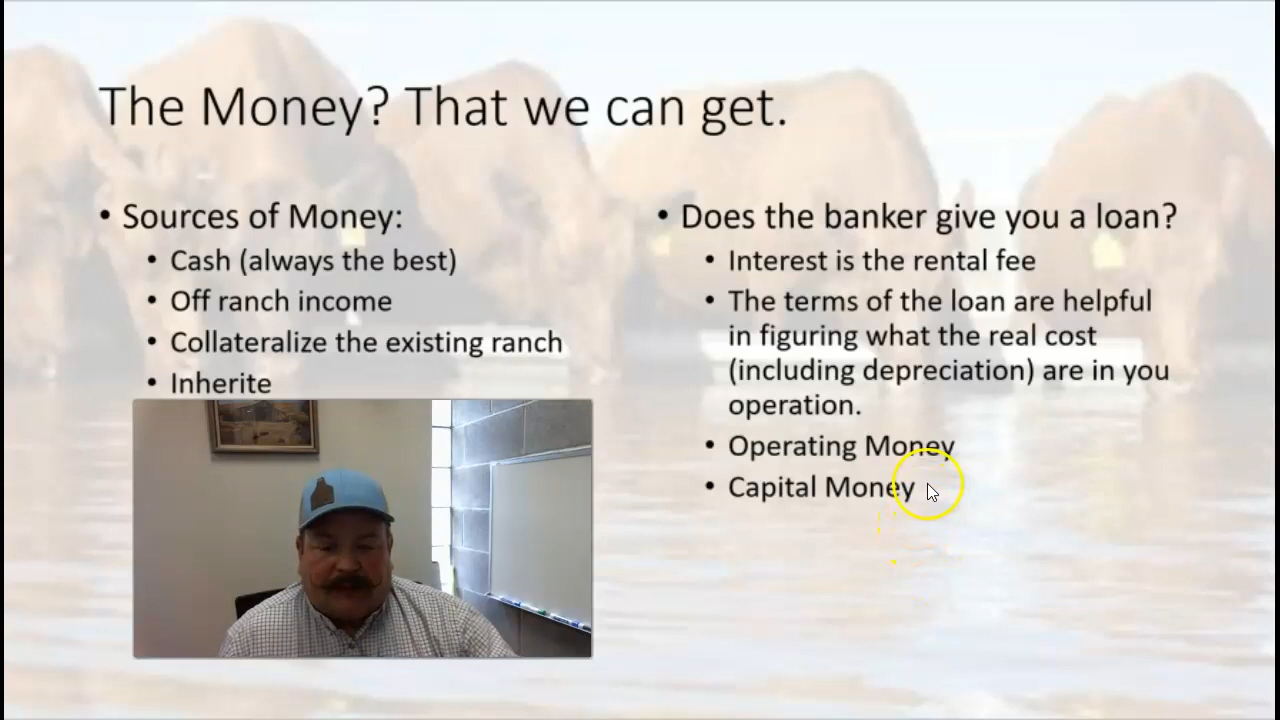 The Money? That we can get.
• Sources of Money:
• Cash (always the best)
• Off ranch income
• Collateralize the existing ranch
• Inherite
• Does the banker give you a loan?
• Interest is the rental fee
• The terms of the loan are helpful
in figuring what the real cost
(including depreciation) are in you
operation.
• Operating Money
• Capital Money